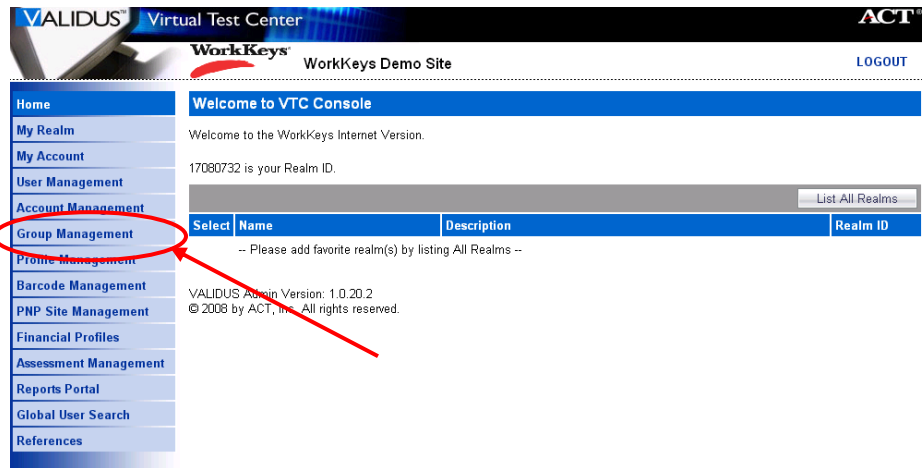 VALIDUS™ Virtual Test Center ACT®
WorkKeys® WorkKeys Demo Site LOGOUT
Home
My Realm
My Account
User Management
Account Management
Group Management
Profile Management
Barcode Management
PNP Site Management
Financial Profiles
Assessment Management
Reports Portal
Global User Search
References
Welcome to VTC Console
Welcome to the WorkKeys Internet Version.
17080732 is your Realm ID.
List All Realms
Select Name Description Realm ID
-- Please add favorite realm(s) by listing All Realms --
VALIDUS Admin Version: 1.0.20.2
© 2008 by ACT, Inc. All rights reserved.